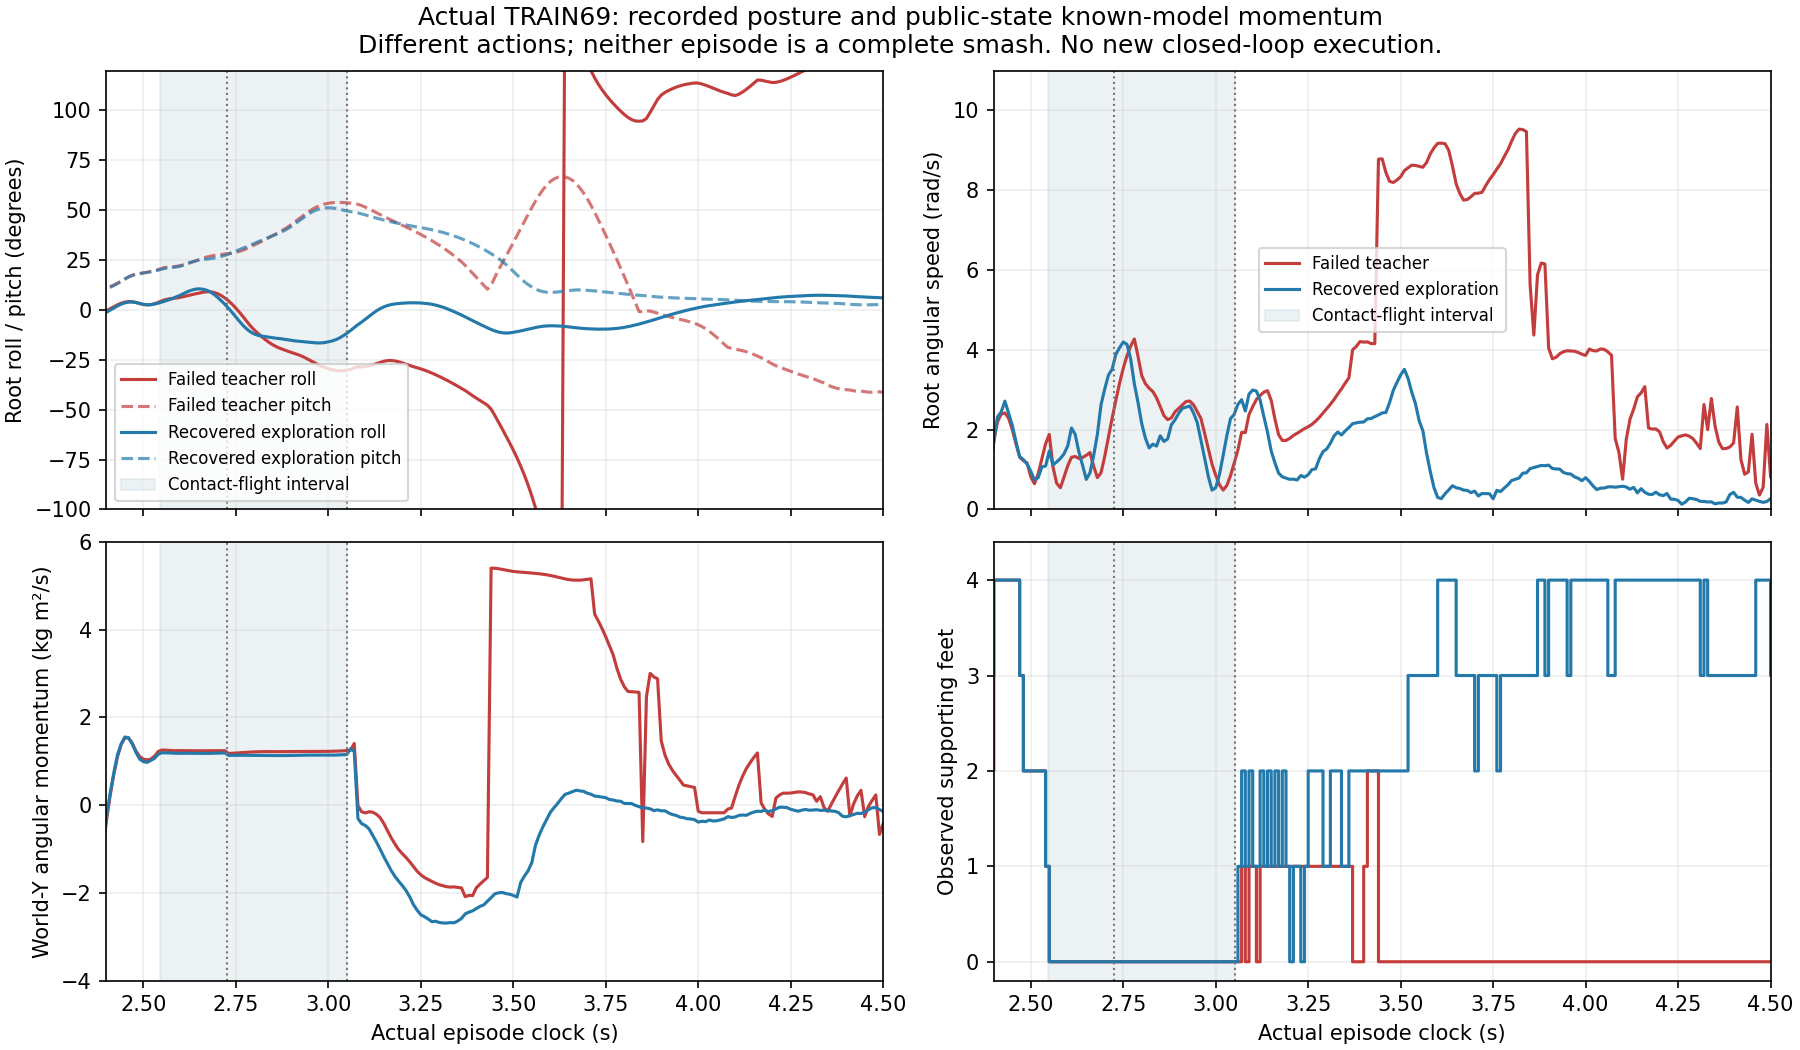 Actual TRAIN69: recorded posture and public-state known-model momentum
Different actions; neither episode is a complete smash. No new closed-loop execution.
Root roll / pitch (degrees)
100
75
50
25
0
−25
−50
−75
−100
Failed teacher roll
Failed teacher pitch
Recovered exploration roll
Recovered exploration pitch
Contact-flight interval
Root angular speed (rad/s)
10
8
6
4
2
0
Failed teacher
Recovered exploration
Contact-flight interval
World-Y angular momentum (kg m²/s)
6
4
2
0
−2
−4
2.50 2.75 3.00 3.25 3.50 3.75 4.00 4.25 4.50
Actual episode clock (s)
Observed supporting feet
4
3
2
1
0
2.50 2.75 3.00 3.25 3.50 3.75 4.00 4.25 4.50
Actual episode clock (s)